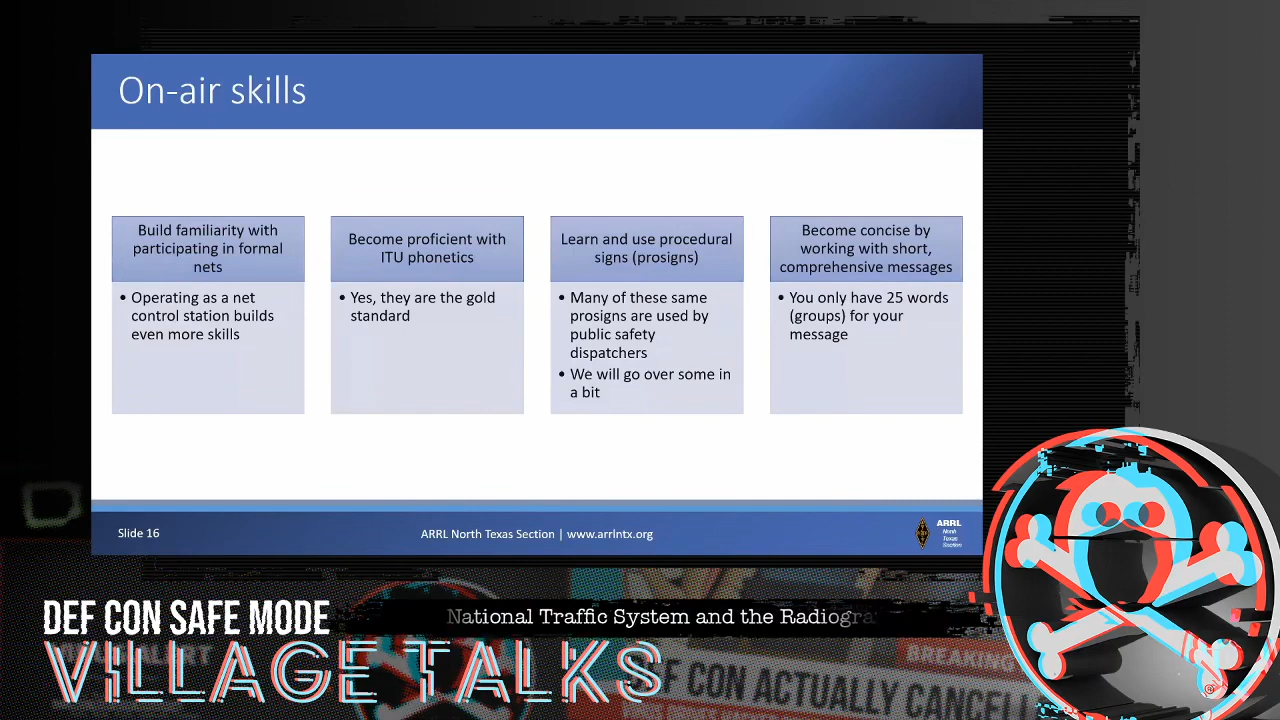 On-air skills
Build familiarity with
participating in formal
nets
• Operating as a net
control station builds
even more skills
Become proficient with
ITU phonetics
• Yes, they are the gold
standard
Learn and use procedural
signs (prosigns)
• Many of these same
prosigns are used by
public safety
dispatchers
• We will go over some in
a bit
Become concise by
working with short,
comprehensive messages
• You only have 25 words
(groups) for your
message
Slide 16
ARRL North Texas Section | www.arrlntx.org
ARRL
North
Texas
Section
DEF CON SAFE MODE
VILLAGE TALKS
National Traffic System and the Radiogra
BREAKING
DEF CON ACTUALLY CANCELL